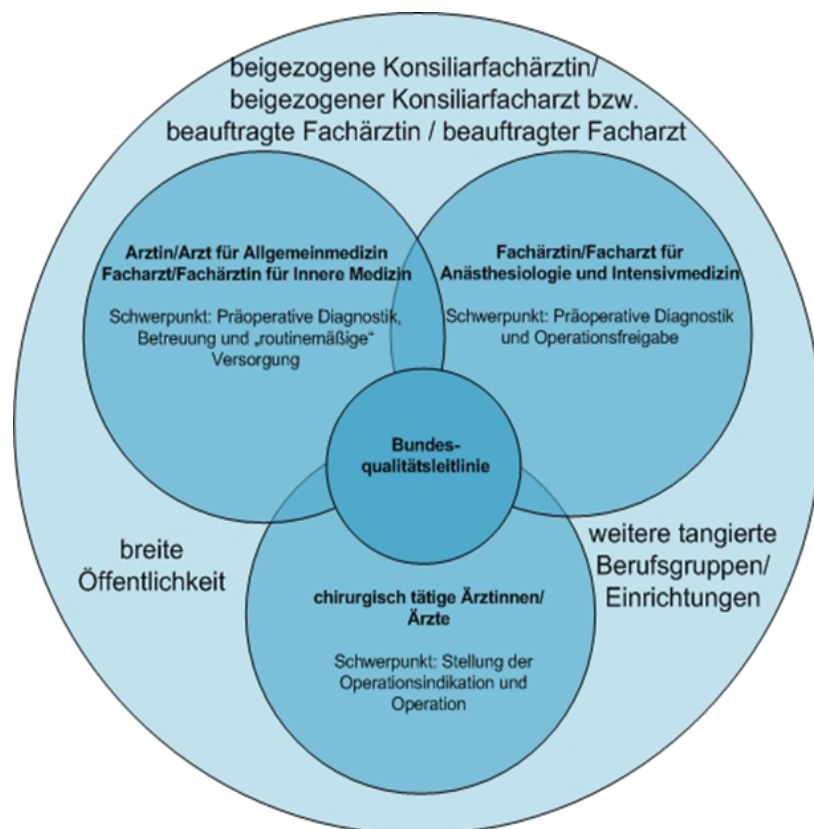 beigezogene Konsiliarfachärztin/
beigezogener Konsiliarfacharzt bzw.
beauftragte Fachärztin / beauftragter Facharzt
Arztin/Arzt für Allgemeinmedizin
Facharzt/Fachärztin für Innere Medizin
Schwerpunkt: Präoperative Diagnostik,
Betreuung und „routinemäßige“
Versorgung
Fachärztin/Facharzt für
Anästhesiologie und Intensivmedizin
Schwerpunkt: Präoperative Diagnostik
und Operationsfreigabe
Bundes-
qualitätsleitlinie
breite
Öffentlichkeit
weitere tangierte
Berufsgruppen/
Einrichtungen
chirurgisch tätige Ärztinnen/
Ärzte
Schwerpunkt: Stellung der
Operationsindikation und
Operation